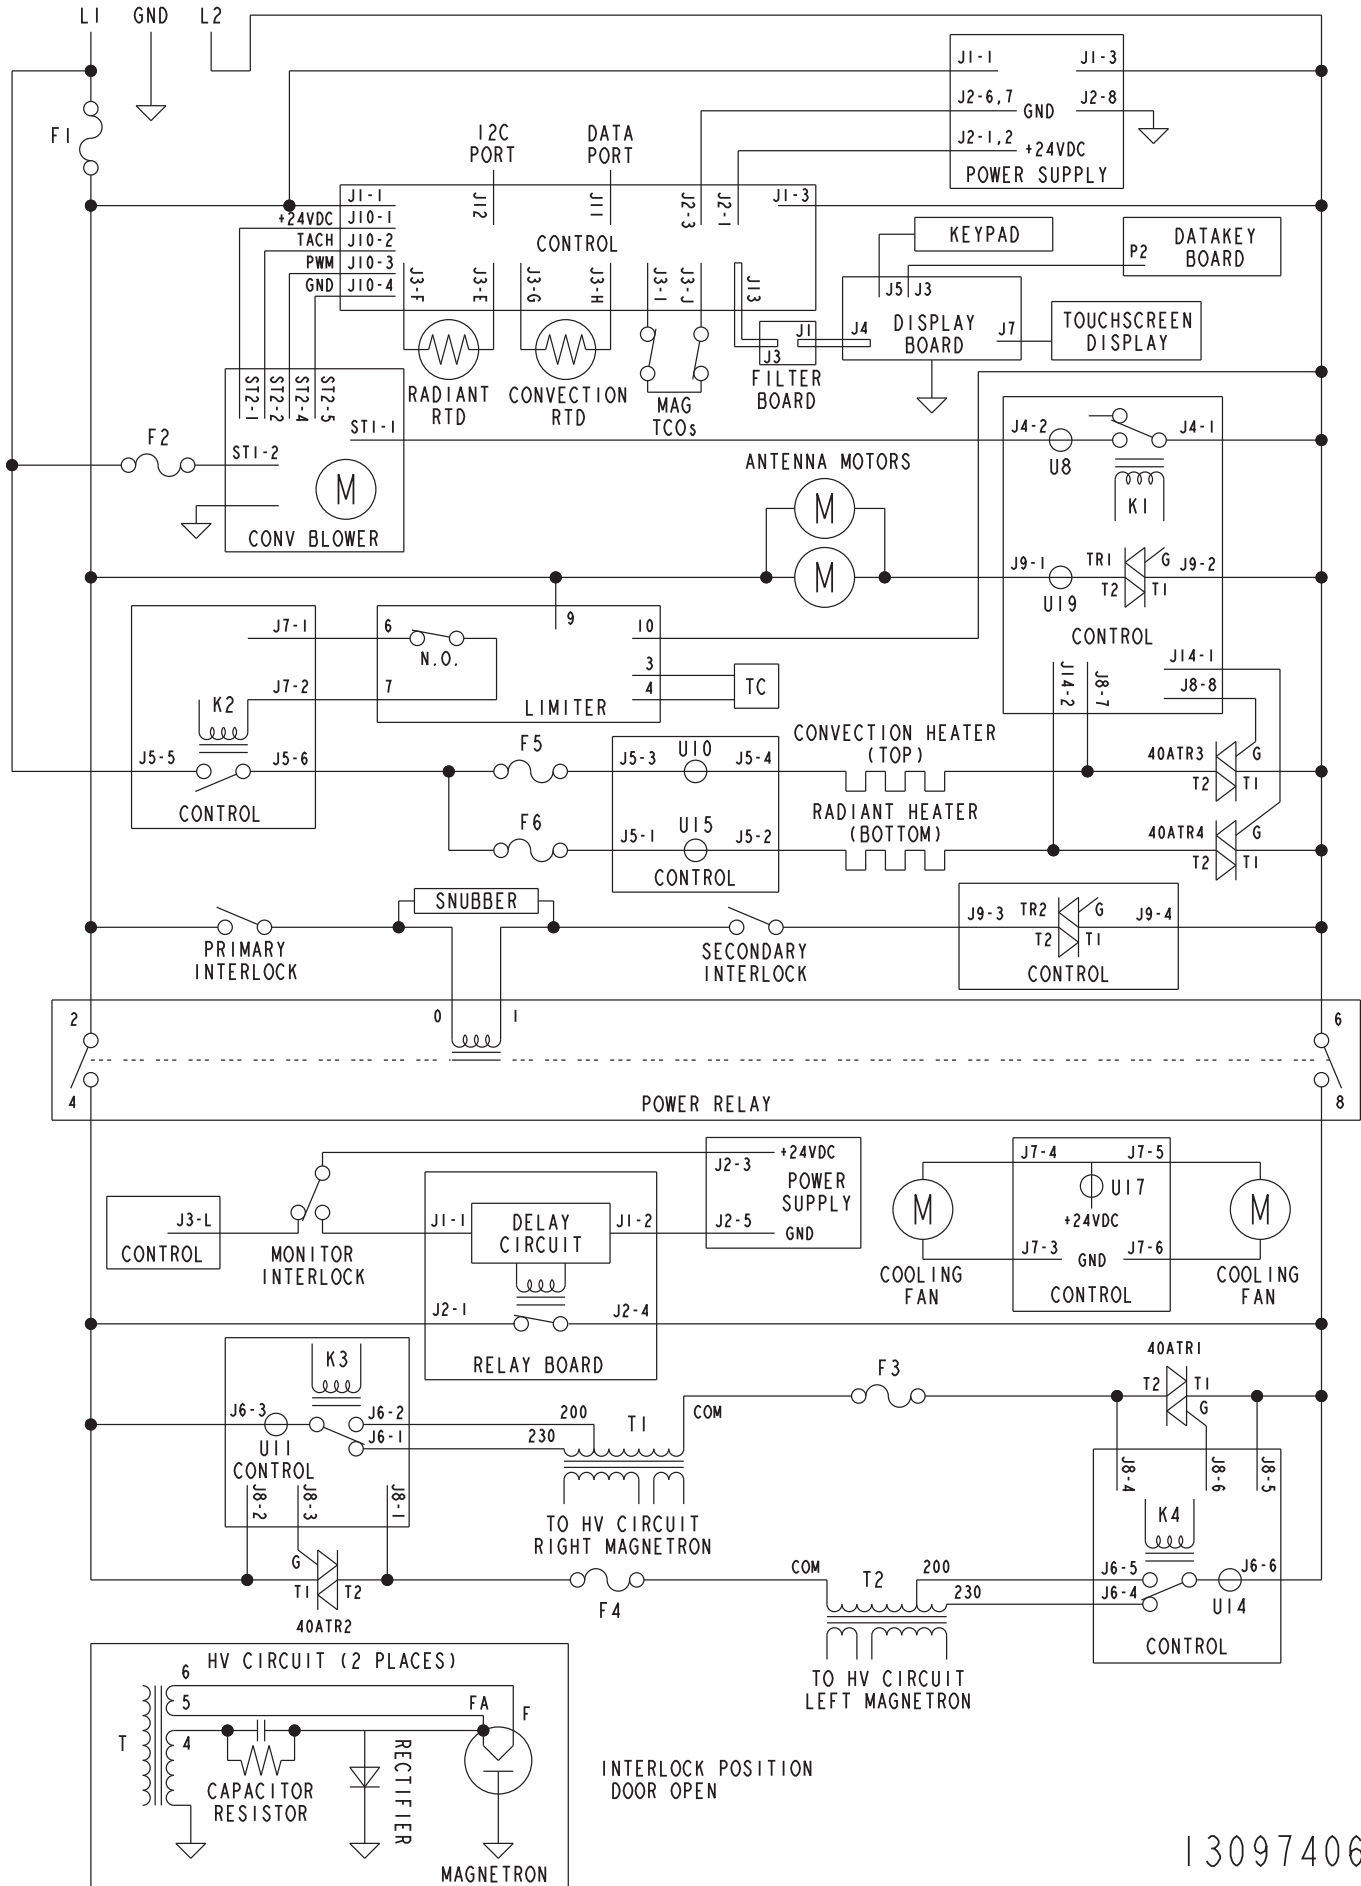 L1 GND L2
J1-1 J1-3
J2-6,7 GND J2-8
J2-1,2 +24VDC
POWER SUPPLY
F1
I2C
PORT
DATA
PORT
J1-1 J12 J11 J2-3 J2-1 J1-3
+24VDC J10-1
TACH J10-2
PWM J10-3
GND J10-4
CONTROL
J3-F J3-E J3-G J3-H J3-I J3-J J13
KEYPAD
P2 DATAKEY
BOARD
J5 J3
J4 DISPLAY
BOARD
J7
TOUCHSCREEN
DISPLAY
J1
J3
FILTER
BOARD
RADIANT
RTD
CONVECTION
RTD
MAG
TCOs
ST2-1 ST2-2 ST2-4 ST2-5
F2
ST1-1
ST1-2
M
CONV BLOWER
ANTENNA MOTORS
M
M
J4-2 J4-1
U8
K1
J9-1 TR1 G J9-2
U19 T2 T1
CONTROL
J14-2 J8-7 J14-1
J8-8
J7-1 6 9 10
N.O.
3
J7-2 7 4 TC
K2
LIMITER
J5-5 J5-6
CONTROL
F5 J5-3 U10 J5-4
CONVECTION HEATER
(TOP)
40ATR3 G
T2 T1
F6 J5-1 U15 J5-2
CONTROL
RADIANT HEATER
(BOTTOM)
40ATR4 G
T2 T1
SNUBBER
PRIMARY
INTERLOCK
SECONDARY
INTERLOCK
J9-3 TR2 G J9-4
T2 T1
CONTROL
2 0 1 6
4 POWER RELAY 8
J3-L
CONTROL
MONITOR
INTERLOCK
J1-1 DELAY
CIRCUIT
J1-2
J2-1 J2-4
RELAY BOARD
+24VDC
J2-3
POWER
SUPPLY
J2-5 GND
J7-4 J7-5
M U17 M
+24VDC
J7-3 GND J7-6
COOLING
FAN
CONTROL
COOLING
FAN
K3
J6-3 J6-2
J6-1
U11
CONTROL
J8-2 J8-3 J8-1
200 T1 COM
230
F3
40ATR1
T2 T1
G
TO HV CIRCUIT
RIGHT MAGNETRON
J8-4 J8-6 J8-5
K4
G
T1 T2
40ATR2
F4
COM T2 200
230
J6-5 J6-6
J6-4
U14
CONTROL
TO HV CIRCUIT
LEFT MAGNETRON
HV CIRCUIT (2 PLACES)
6
5 FA F
T 4
CAPACITOR
RESISTOR
RECTIFIER
MAGNETRON
INTERLOCK POSITION
DOOR OPEN
13097406